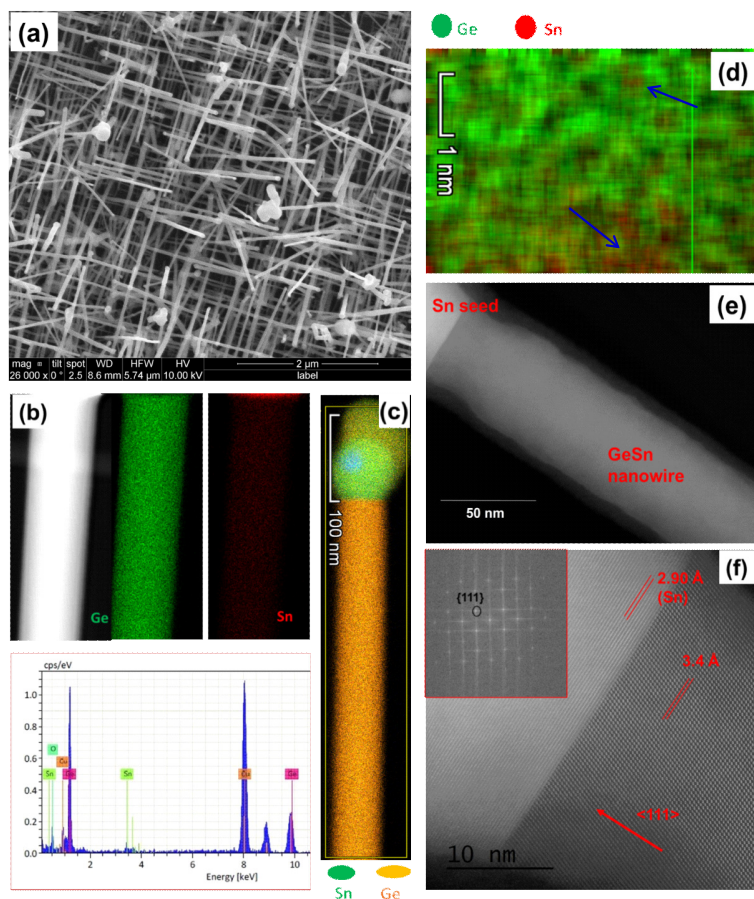 (a)
mag ≡ tilt spot WD HFW HV 2 µm
26 000 x 0 ° 2.5 8.6 mm 5.74 µm 10.00 kV label
Ge Sn
(d)
1 nm
Sn seed
(e)
GeSn
nanowire
50 nm
(b)
Ge
Sn
(c)
100 nm
cps/eV
1.0
0.8
0.6
0.4
0.2
0.0
O
Cu
Sn
Ge
Sn
Cu
Ge
2 4 6 8 10
Energy [keV]
Sn Ge
(f)
{111}
2.90 Å
(Sn)
3.4 Å
<111>
10 nm